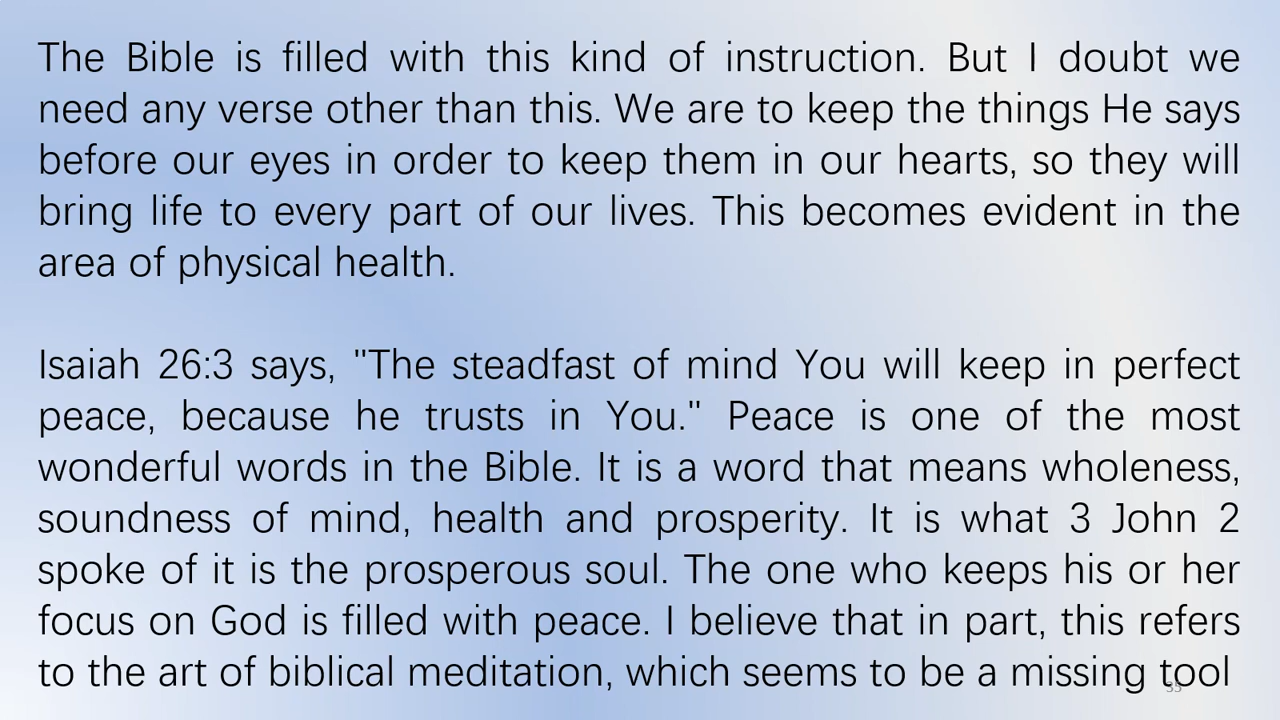 The Bible is filled with this kind of instruction. But I doubt we
need any verse other than this. We are to keep the things He says
before our eyes in order to keep them in our hearts, so they will
bring life to every part of our lives. This becomes evident in the
area of physical health.
Isaiah 26:3 says, "The steadfast of mind You will keep in perfect
peace, because he trusts in You." Peace is one of the most
wonderful words in the Bible. It is a word that means wholeness,
soundness of mind, health and prosperity. It is what 3 John 2
spoke of it is the prosperous soul. The one who keeps his or her
focus on God is filled with peace. I believe that in part, this refers
to the art of biblical meditation, which seems to be a missing tool